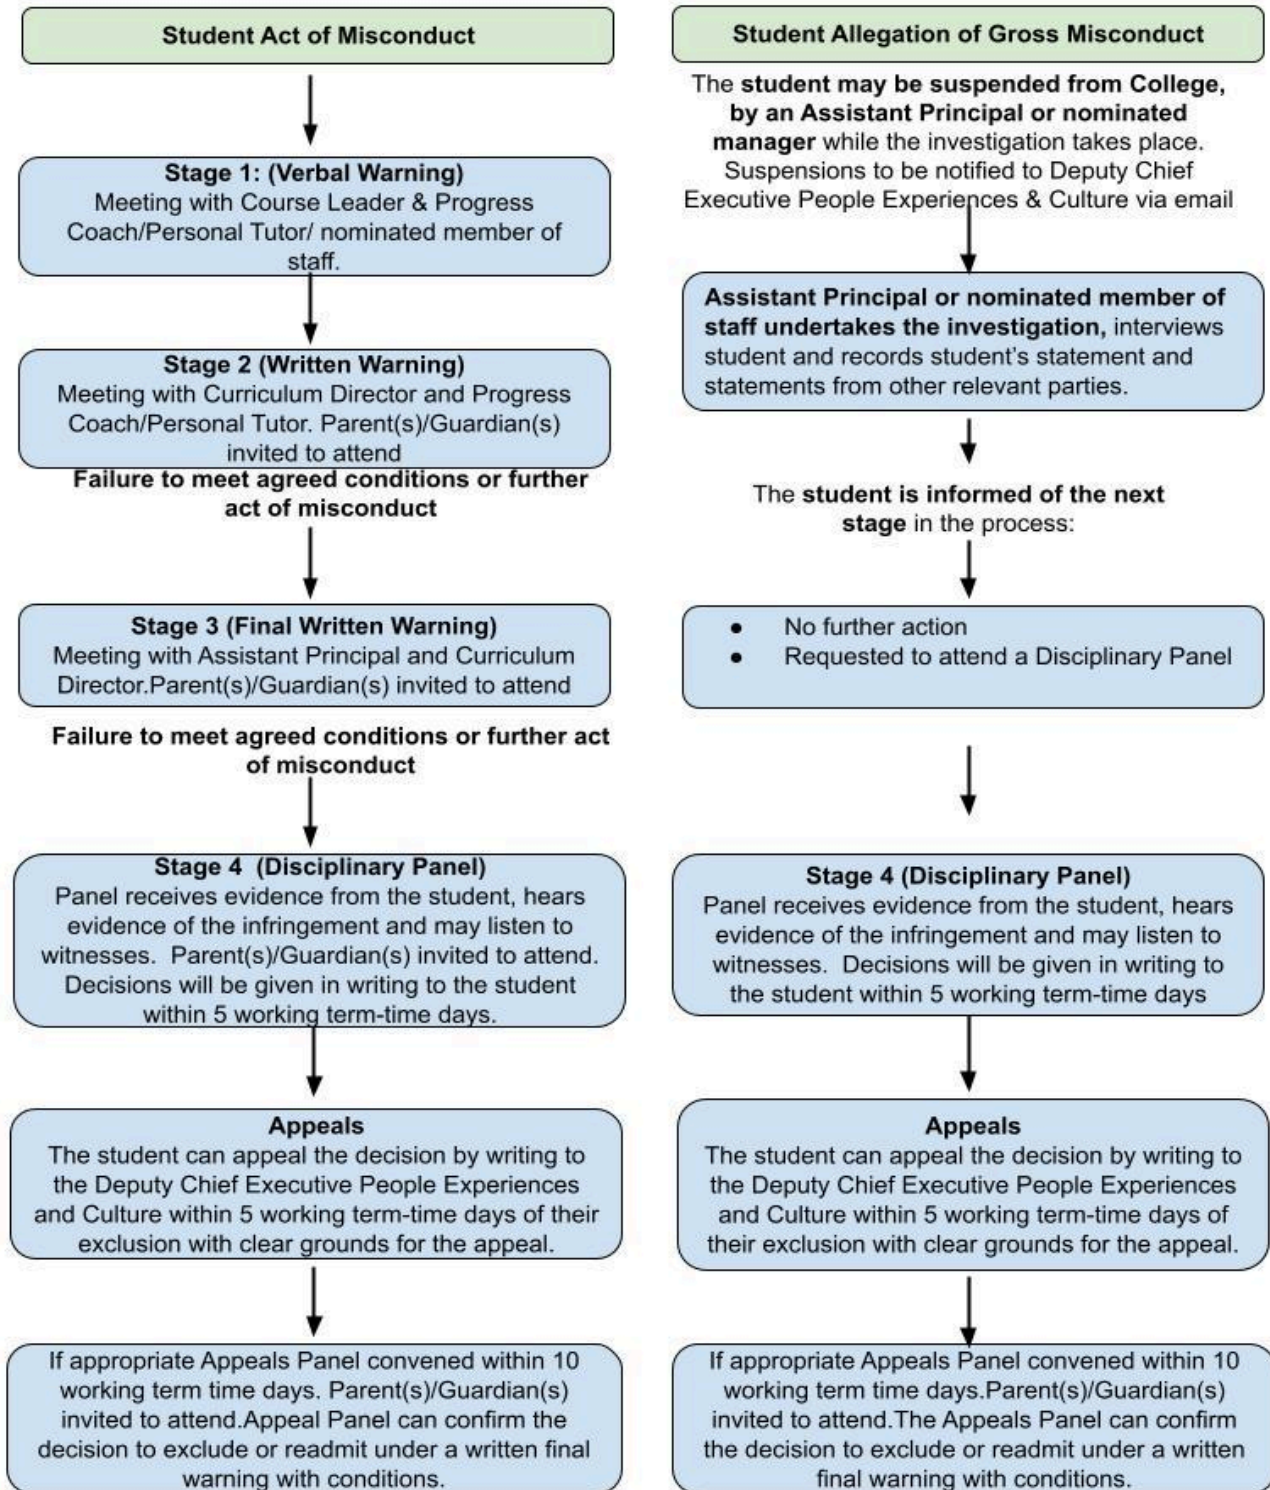 Student Act of Misconduct
Stage 1: (Verbal Warning)
Meeting with Course Leader & Progress
Coach/Personal Tutor/ nominated member of
staff.
Stage 2 (Written Warning)
Meeting with Curriculum Director and Progress
Coach/Personal Tutor. Parent(s)/Guardian(s)
invited to attend
Failure to meet agreed conditions or further
act of misconduct
Stage 3 (Final Written Warning)
Meeting with Assistant Principal and Curriculum
Director.Parent(s)/Guardian(s) invited to attend
Failure to meet agreed conditions or further act
of misconduct
Stage 4  (Disciplinary Panel)
Panel receives evidence from the student, hears
evidence of the infringement and may listen to
witnesses.  Parent(s)/Guardian(s) invited to attend.
Decisions will be given in writing to the student
within 5 working term-time days.
Appeals
The student can appeal the decision by writing to
the Deputy Chief Executive People Experiences
and Culture within 5 working term-time days of their
exclusion with clear grounds for the appeal.
If appropriate Appeals Panel convened within 10
working term time days. Parent(s)/Guardian(s)
invited to attend.Appeal Panel can confirm the
decision to exclude or readmit under a written final
warning with conditions.
Student Allegation of Gross Misconduct
The student may be suspended from College,
by an Assistant Principal or nominated
manager while the investigation takes place.
Suspensions to be notified to Deputy Chief
Executive People Experiences & Culture via email
Assistant Principal or nominated member of
staff undertakes the investigation, interviews
student and records student's statement and
statements from other relevant parties.
The student is informed of the next
stage in the process:
● No further action
● Requested to attend a Disciplinary Panel
Stage 4 (Disciplinary Panel)
Panel receives evidence from the student, hears
evidence of the infringement and may listen to
witnesses.  Decisions will be given in writing to
the student within 5 working term-time days
Appeals
The student can appeal the decision by writing to
the Deputy Chief Executive People Experiences
and Culture within 5 working term-time days of
their exclusion with clear grounds for the appeal.
If appropriate Appeals Panel convened within 10
working term time days.Parent(s)/Guardian(s)
invited to attend.The Appeals Panel can confirm
the decision to exclude or readmit under a written
final warning with conditions.